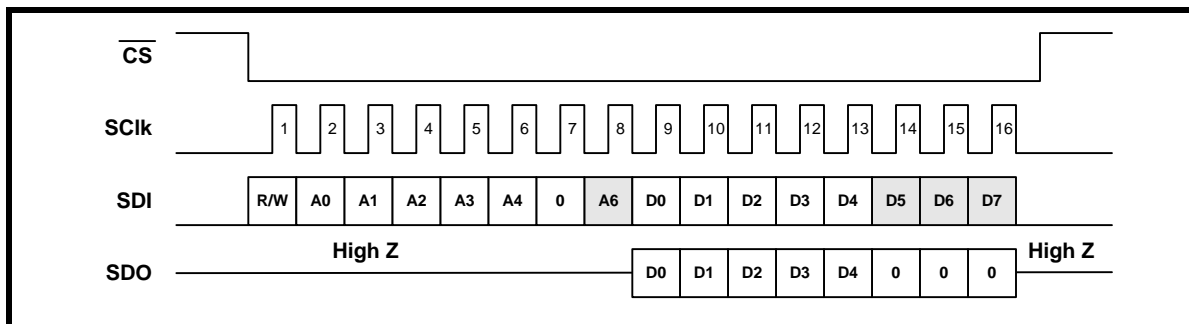 CS
SClk 1 2 3 4 5 6 7 8 9 10 11 12 13 14 15 16
SDI R/W A0 A1 A2 A3 A4 0 A6 D0 D1 D2 D3 D4 D5 D6 D7
High Z High Z
SDO D0 D1 D2 D3 D4 0 0 0